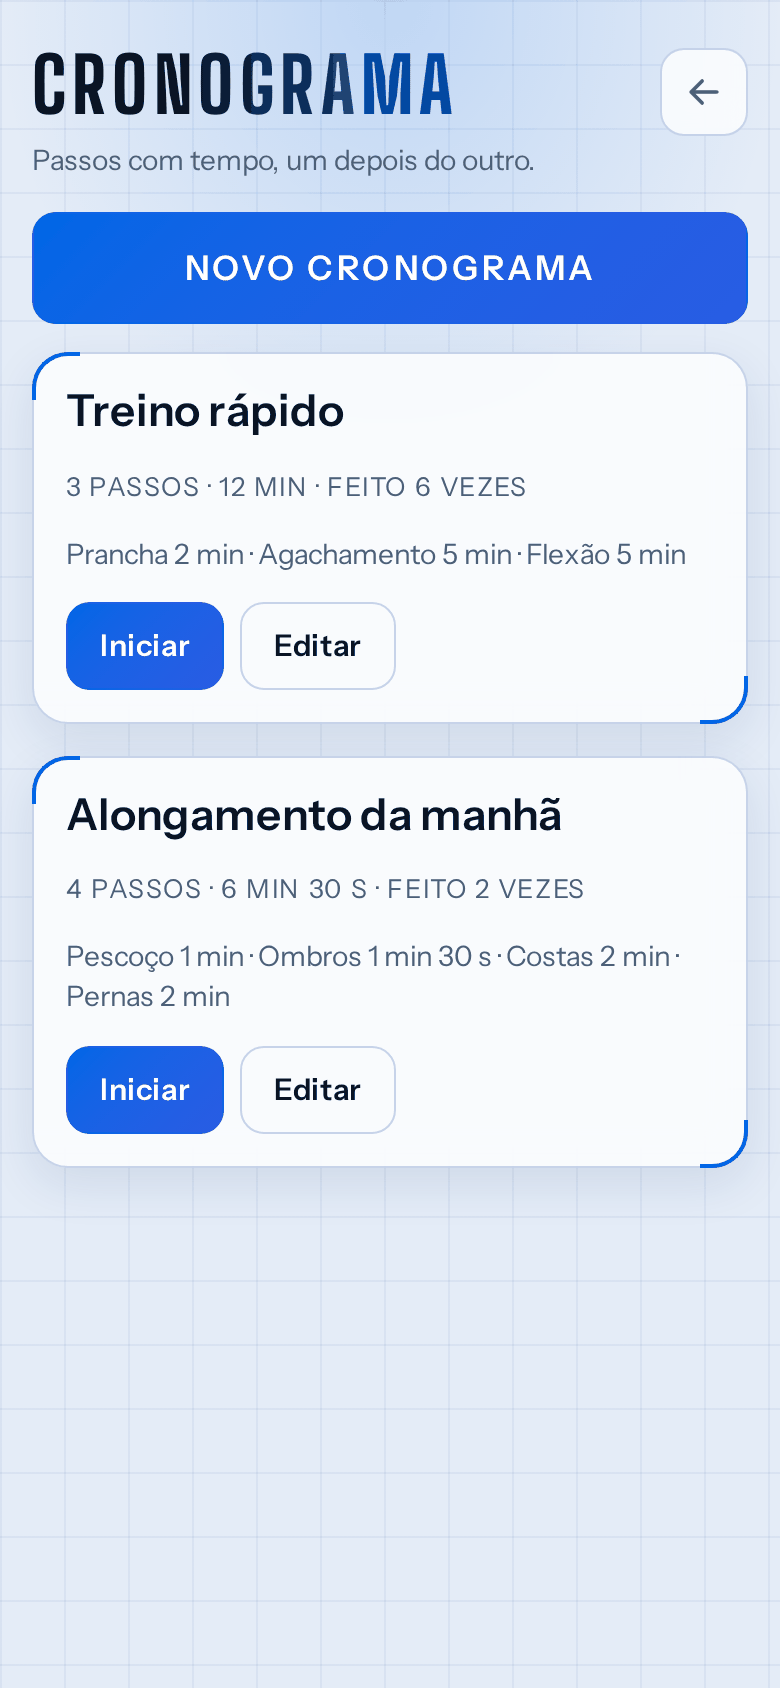 CRONOGRAMA
Passos com tempo, um depois do outro.
NOVO CRONOGRAMA
Treino rápido
3 PASSOS · 12 MIN · FEITO 6 VEZES
Prancha 2 min · Agachamento 5 min · Flexão 5 min
Iniciar
Editar
Alongamento da manhã
4 PASSOS · 6 MIN 30 S · FEITO 2 VEZES
Pescoço 1 min · Ombros 1 min 30 s · Costas 2 min ·
Pernas 2 min
Iniciar
Editar